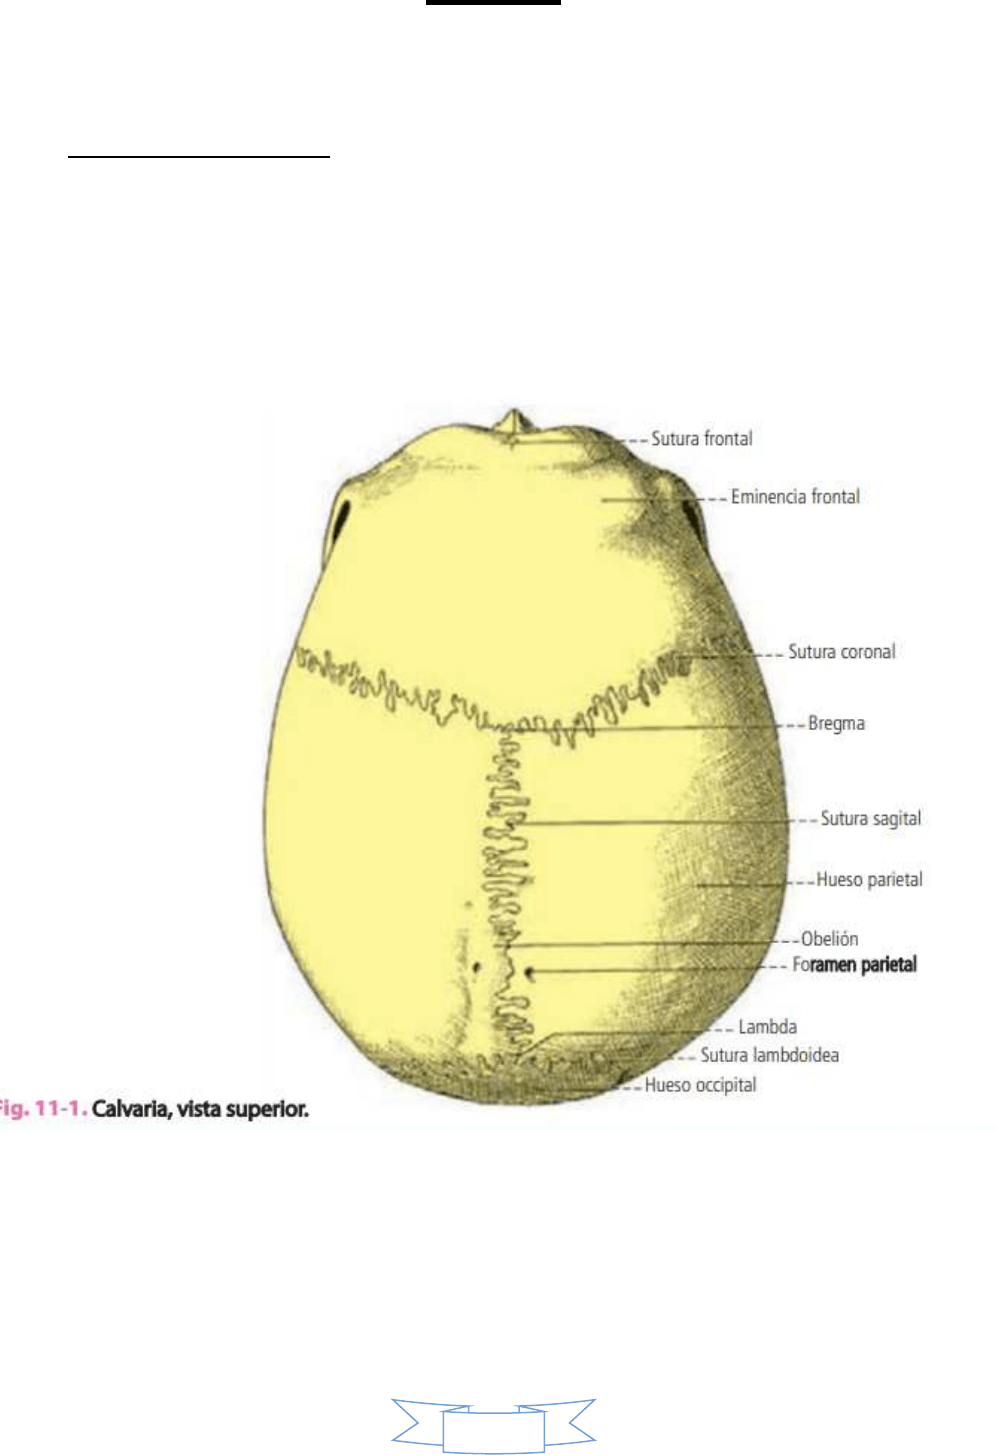 Sutura frontal
Eminencia frontal
Sutura coronal
Bregma
Sutura sagital
Hueso parietal
Obelión
Foramen parietal
Lambda
Sutura lambdoidea
Hueso occipital
Fig. 11-1. Calvaria, vista superior.